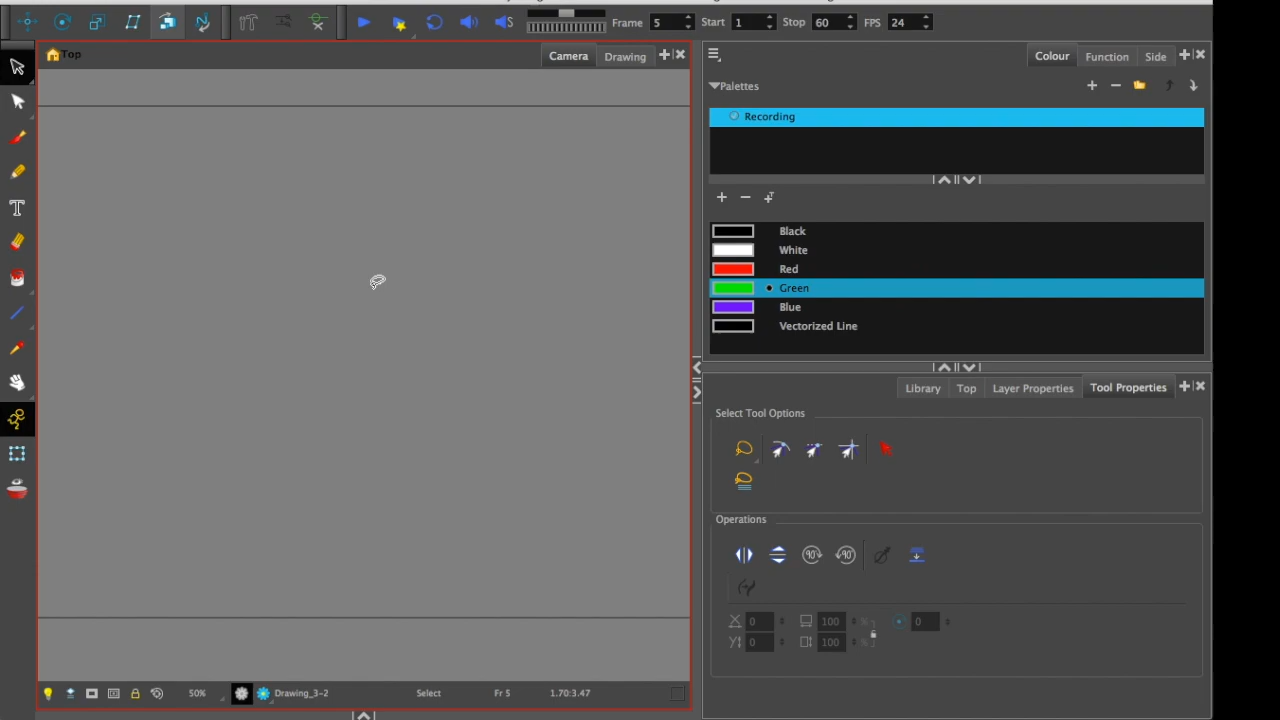 Frame 5 Start 1 Stop 60 FPS 24
Top Camera Drawing
Colour Function Side
Palettes
Recording
Black
White
Red
Green
Blue
Vectorized Line
Library Top Layer Properties Tool Properties
Select Tool Options
Operations
90° 90°
X 0 100 % 0
Y 0 100 %
50% Drawing_3-2 Select Fr 5 1.70:3.47